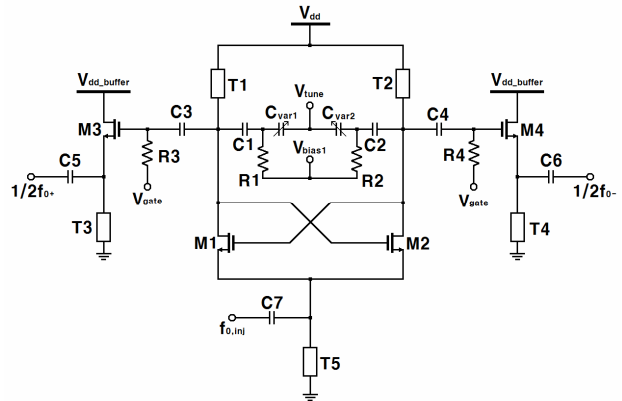 Vdd
Vdd_buffer
T1
T2
Vdd_buffer
Vtune
M3
C3
Cvar1
Cvar2
C4
M4
C1
Vbias1
C2
R3
R4
C5
C6
R1
R2
1/2f0+
Vgate
Vgate
1/2f0-
T3
M1
M2
T4
C7
f0,inj
T5